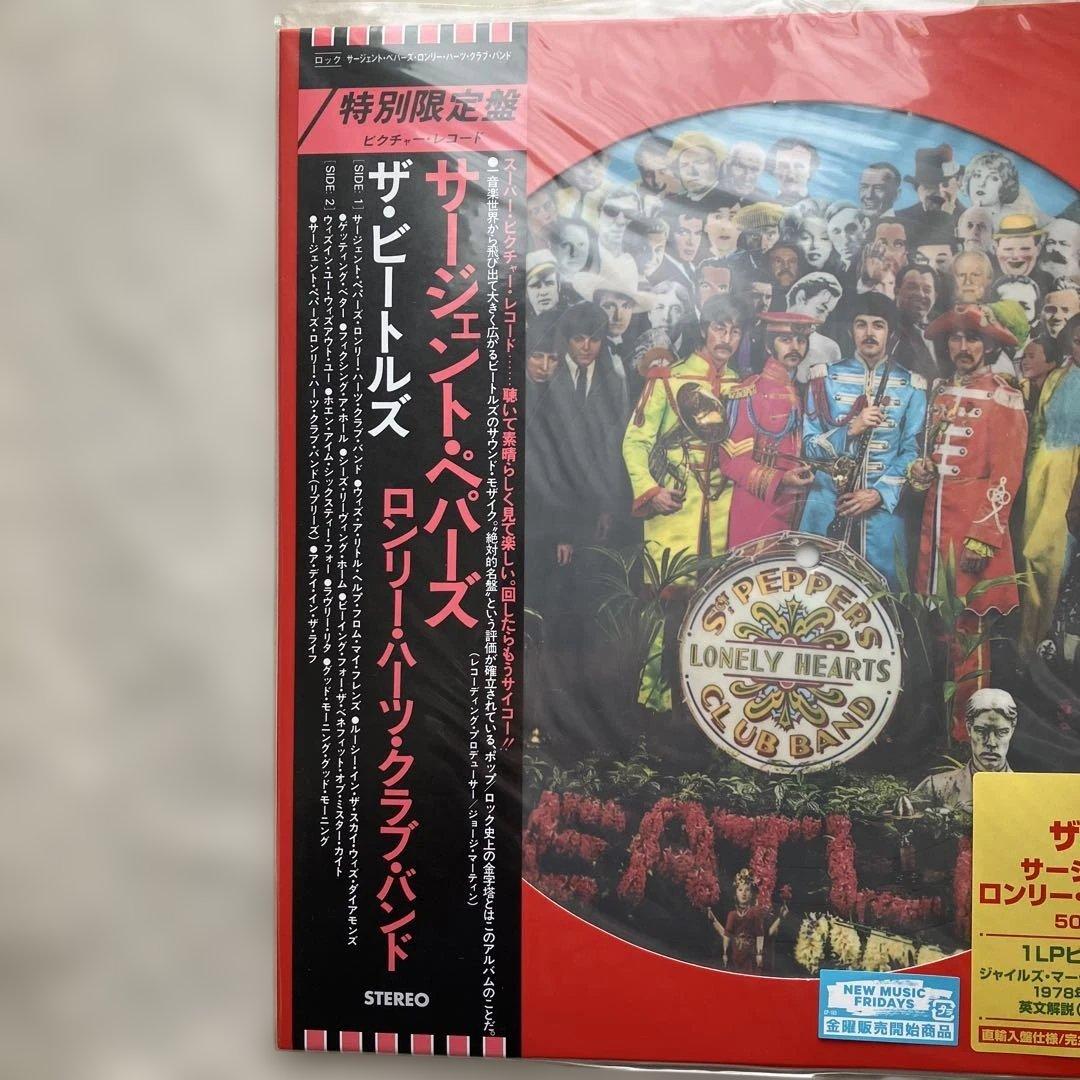 ロック サージェント・ペパーズ・ロンリー・ハーツ・クラブ・バンド
特別限定盤
ピクチャー・レコード
スーパー・ピクチャー・レコード……聴いて素晴らしく見て楽しい。回したらもうサイコー!!
●音楽世界から飛び出て大きく広がるビートルズのサウンド・モザイク。“絶対的名盤”という評価が確立されている、ポップ/ロック史上の金字塔とはこのアルバムのことだ。
(レコーディング・プロデューサー/ジョージ・マーティン)
サージェント・ペパーズ
ロンリー・ハーツ・クラブ・バンド
ザ・ビートルズ
[SIDE: 1] サージェント・ペパーズ・ロンリー・ハーツ・クラブ・バンド ●ウィズ・ア・リトル・ヘルプ・フロム・マイ・フレンズ ●ルーシー・イン・ザ・スカイ・ウィズ・ダイアモンズ
●ゲッティング・ベター ●フィクシング・ア・ホール ●シーズ・リーヴィング・ホーム ●ビーイング・フォー・ザ・ベネフィット・オブ・ミスター・カイト
[SIDE: 2] ウィズイン・ユー・ウィズアウト・ユー ●ホエン・アイム・シックスティー・フォー ●ラヴリー・リタ ●グッド・モーニング・グッド・モーニング
●サージェント・ペパーズ・ロンリー・ハーツ・クラブ・バンド(リプリーズ) ●ア・デイ・イン・ザ・ライフ
STEREO
SGT PEPPERS
LONELY HEARTS
CLUB BAND
EATL
NEW MUSIC
FRIDAYS
金曜販売開始商品
ザ
サージ
ロンリー・
50
1LPピ
ジャイルズ・マー
1978年
英文解説(
直輸入盤仕様/完